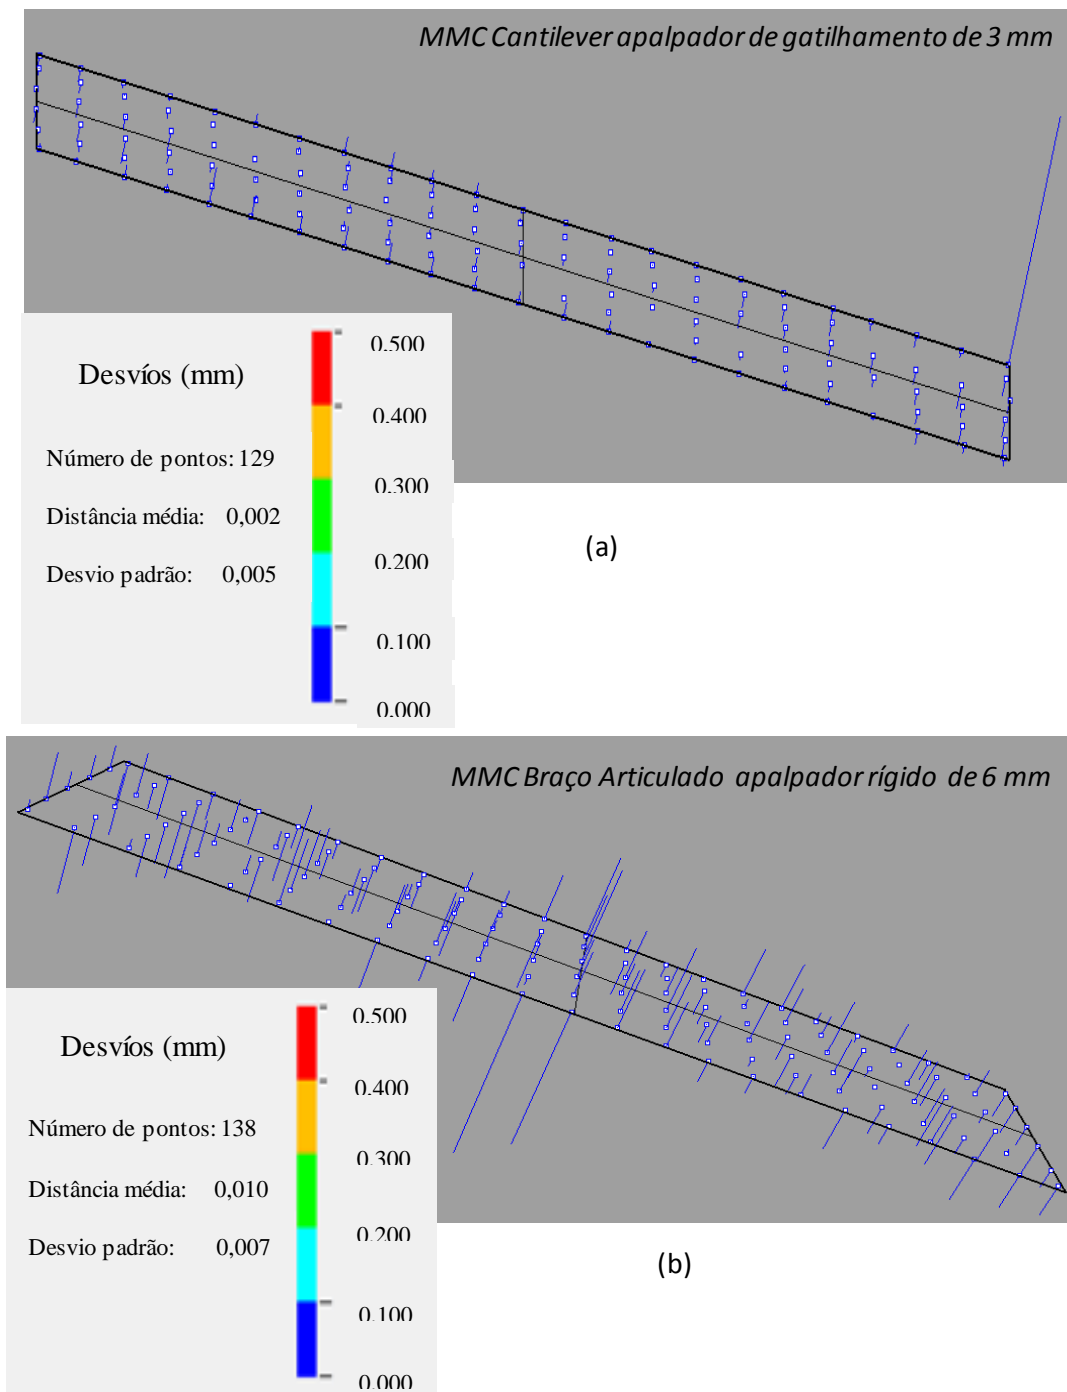 MMC Cantilever apalpador de gatilhamento de 3 mm
Desvíos (mm)
Número de pontos: 129
Distância média: 0,002
Desvio padrão: 0,005
0.500
0.400
0.300
0.200
0.100
0.000
(a)
MMC Braço Articulado apalpador rígido de 6 mm
Desvíos (mm)
Número de pontos: 138
Distância média: 0,010
Desvio padrão: 0,007
0.500
0.400
0.300
0.200
0.100
0.000
(b)